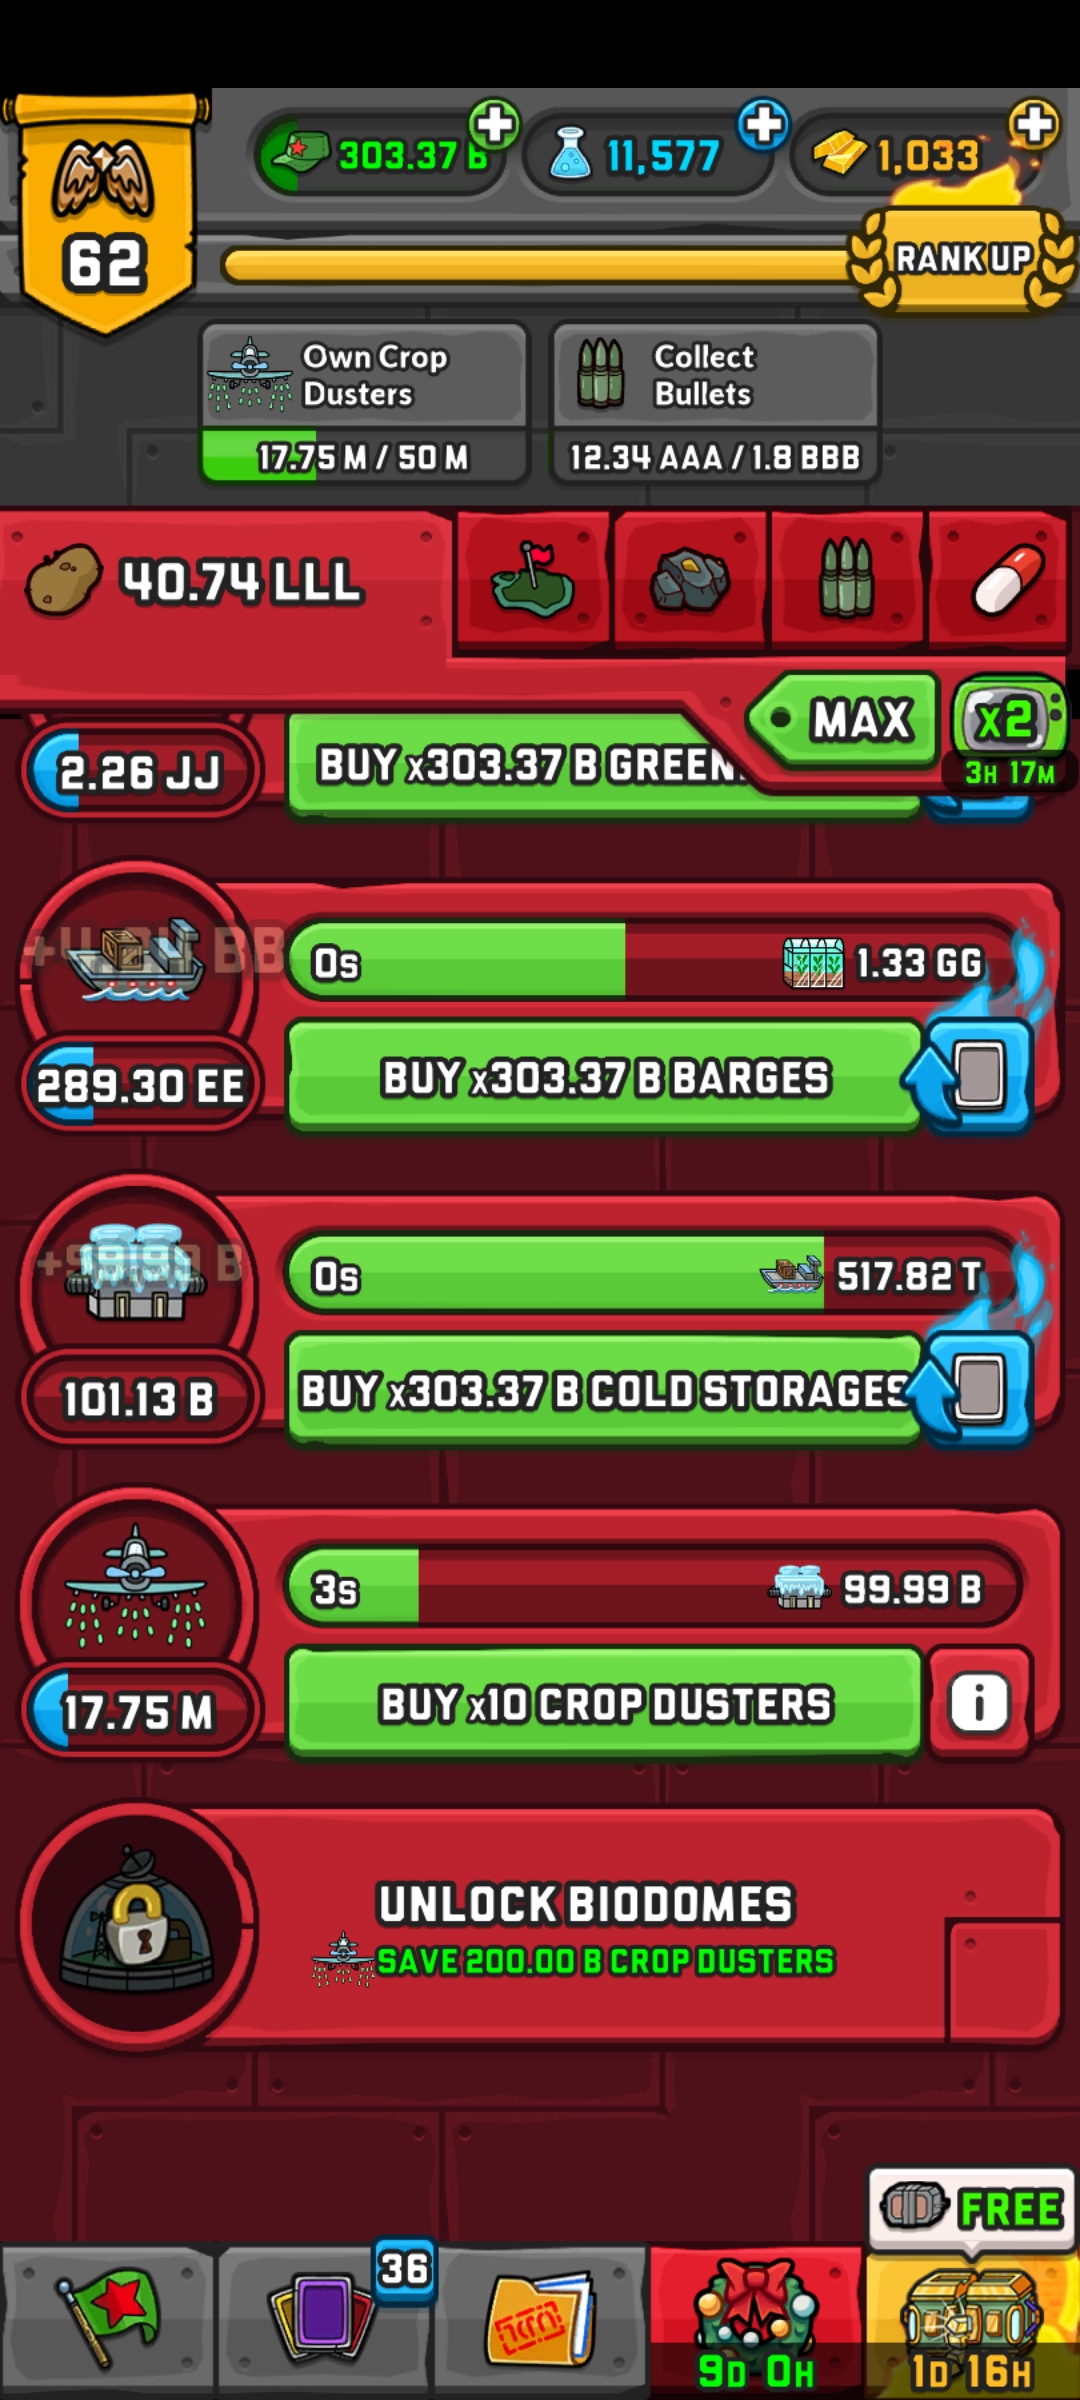 303.37 B
11,577
1,033
62
RANK UP
Own Crop
Dusters
17.75 M / 50 M
Collect
Bullets
12.34 AAA / 1.8 BBB
40.74 LLL
MAX
x2
3H 17M
2.26 JJ
BUY x303.37 B GREEN
0s
1.33 GG
289.30 EE
BUY x303.37 B BARGES
+99.99 B
0s
517.82 T
101.13 B
BUY x303.37 B COLD STORAGES
3s
99.99 B
17.75 M
BUY x10 CROP DUSTERS
i
UNLOCK BIODOMES
SAVE 200.00 B CROP DUSTERS
FREE
36
9D 0H
1D 16H